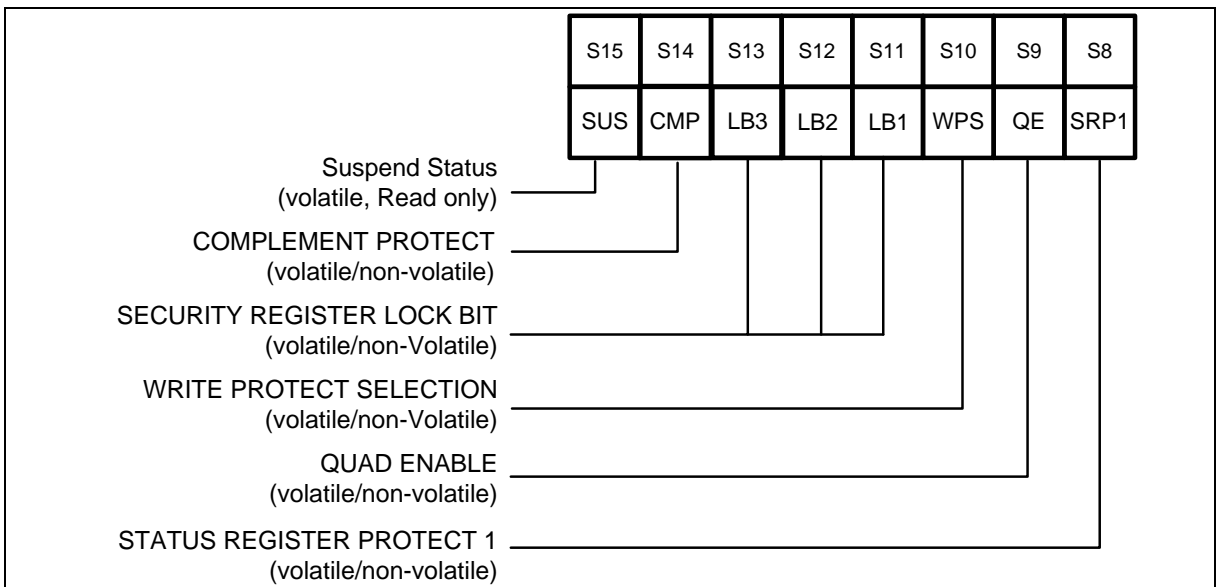 S15 S14 S13 S12 S11 S10 S9 S8
SUS CMP LB3 LB2 LB1 WPS QE SRP1
Suspend Status
(volatile, Read only)
COMPLEMENT PROTECT
(volatile/non-volatile)
SECURITY REGISTER LOCK BIT
(volatile/non-Volatile)
WRITE PROTECT SELECTION
(volatile/non-Volatile)
QUAD ENABLE
(volatile/non-volatile)
STATUS REGISTER PROTECT 1
(volatile/non-volatile)